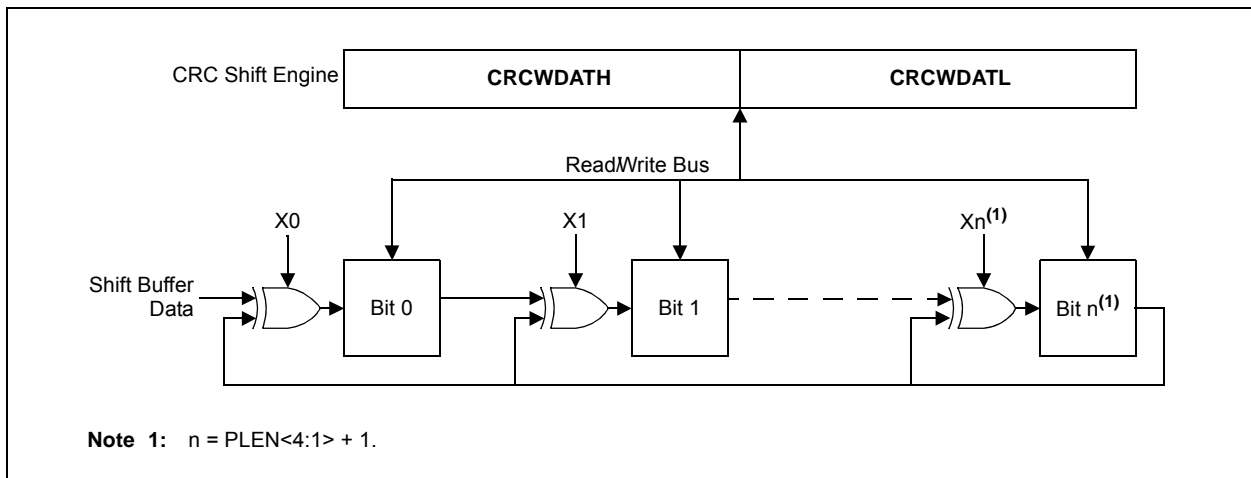 CRC Shift Engine CRCWDATH CRCWDATL
Read/Write Bus
X0 X1 Xn(1)
Shift Buffer
Data
Bit 0 Bit 1 Bit n(1)
Note 1: n = PLEN<4:1> + 1.